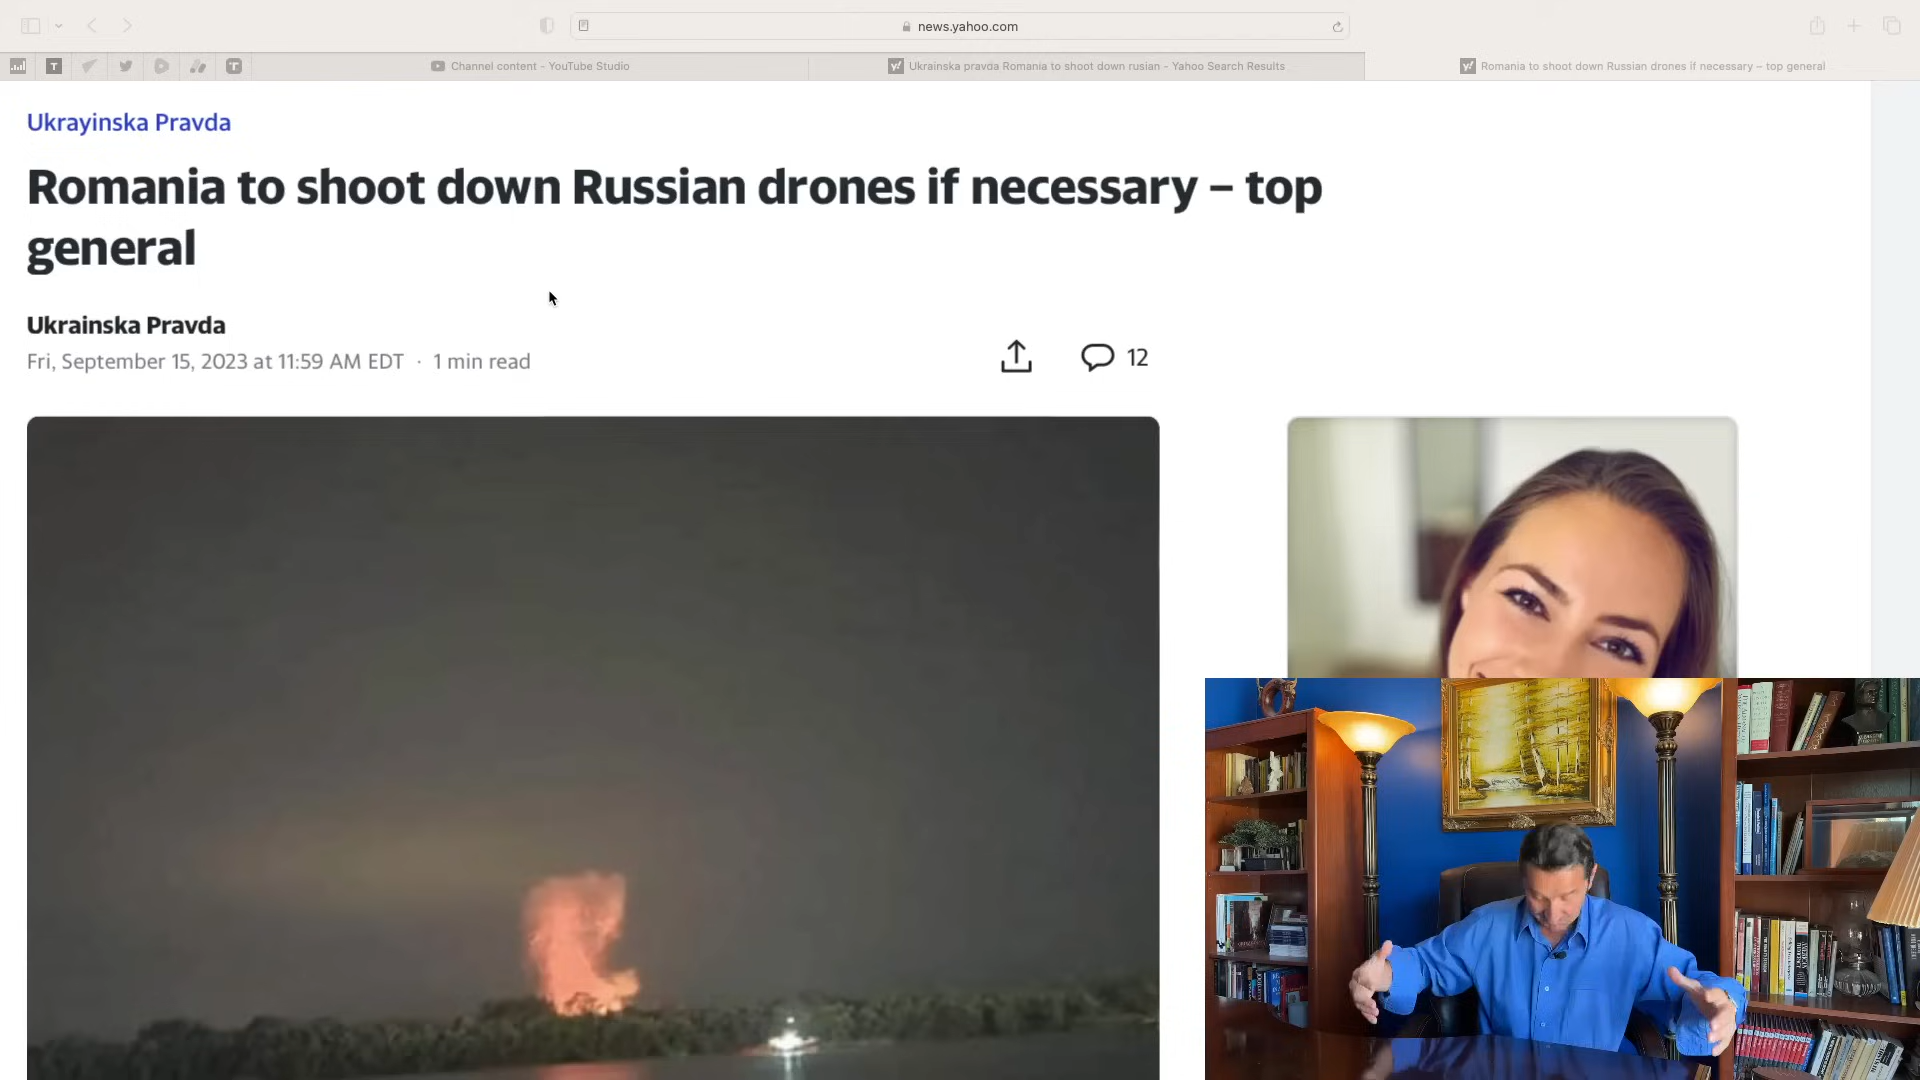 news.yahoo.com
Channel content - YouTube Studio
Ukrainska pravda Romania to shoot down rusian - Yahoo Search Results
Romania to shoot down Russian drones if necessary – top general
Ukrayinska Pravda
Romania to shoot down Russian drones if necessary – top
general
Ukrainska Pravda
Fri, September 15, 2023 at 11:59 AM EDT · 1 min read
12